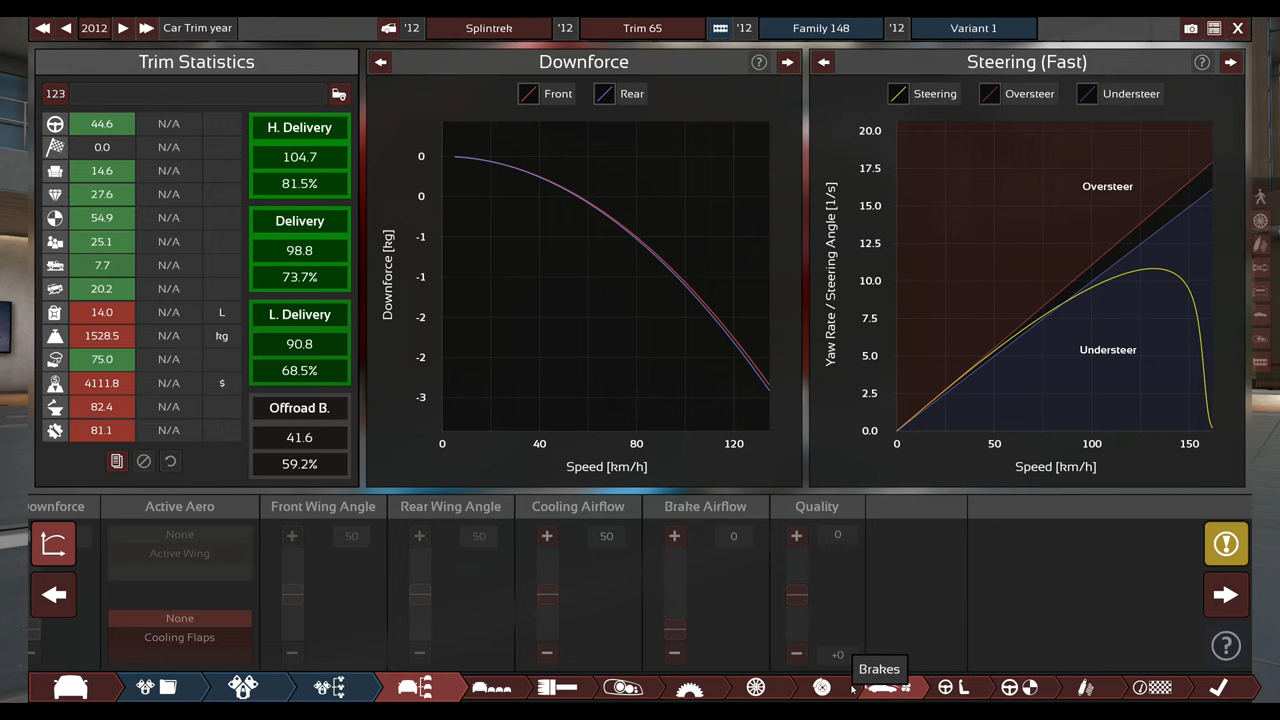 2012
Car Trim year
'12
Splintrek
'12
Trim 65
'12
Family 148
'12
Variant 1
Trim Statistics
123
44.6 N/A
0.0 N/A
14.6 N/A
27.6 N/A
54.9 N/A
25.1 N/A
7.7 N/A
20.2 N/A
14.0 N/A L
1528.5 N/A kg
75.0 N/A
4111.8 N/A $
82.4 N/A
81.1 N/A
H. Delivery
104.7
81.5%
Delivery
98.8
73.7%
L. Delivery
90.8
68.5%
Offroad B.
41.6
59.2%
Downforce
?
Front Rear
Downforce [kg]
0
0
-1
-1
-2
-2
-3
0 40 80 120
Speed [km/h]
Steering (Fast)
?
Steering Oversteer Understeer
Yaw Rate / Steering Angle [1/s]
20.0
17.5
15.0
12.5
10.0
7.5
5.0
2.5
0.0
Oversteer
Understeer
0 50 100 150
Speed [km/h]
ownforce
Active Aero
None
Active Wing
None
Cooling Flaps
Front Wing Angle
+ 50
−
Rear Wing Angle
+ 50
−
Cooling Airflow
+ 50
−
Brake Airflow
+ 0
−
Quality
+ 0
− +0
?
Brakes